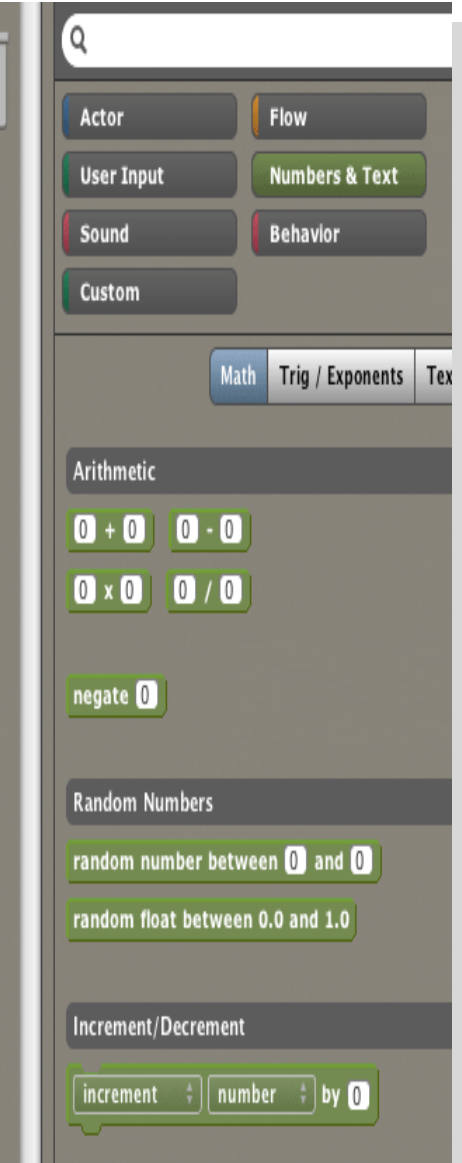 Actor Flow
User Input Numbers & Text
Sound Behavior
Custom
Math Trig / Exponents Tex
Arithmetic
0 + 0 0 - 0
0 x 0 0 / 0
negate 0
Random Numbers
random number between 0 and 0
random float between 0.0 and 1.0
Increment/Decrement
increment number by 0